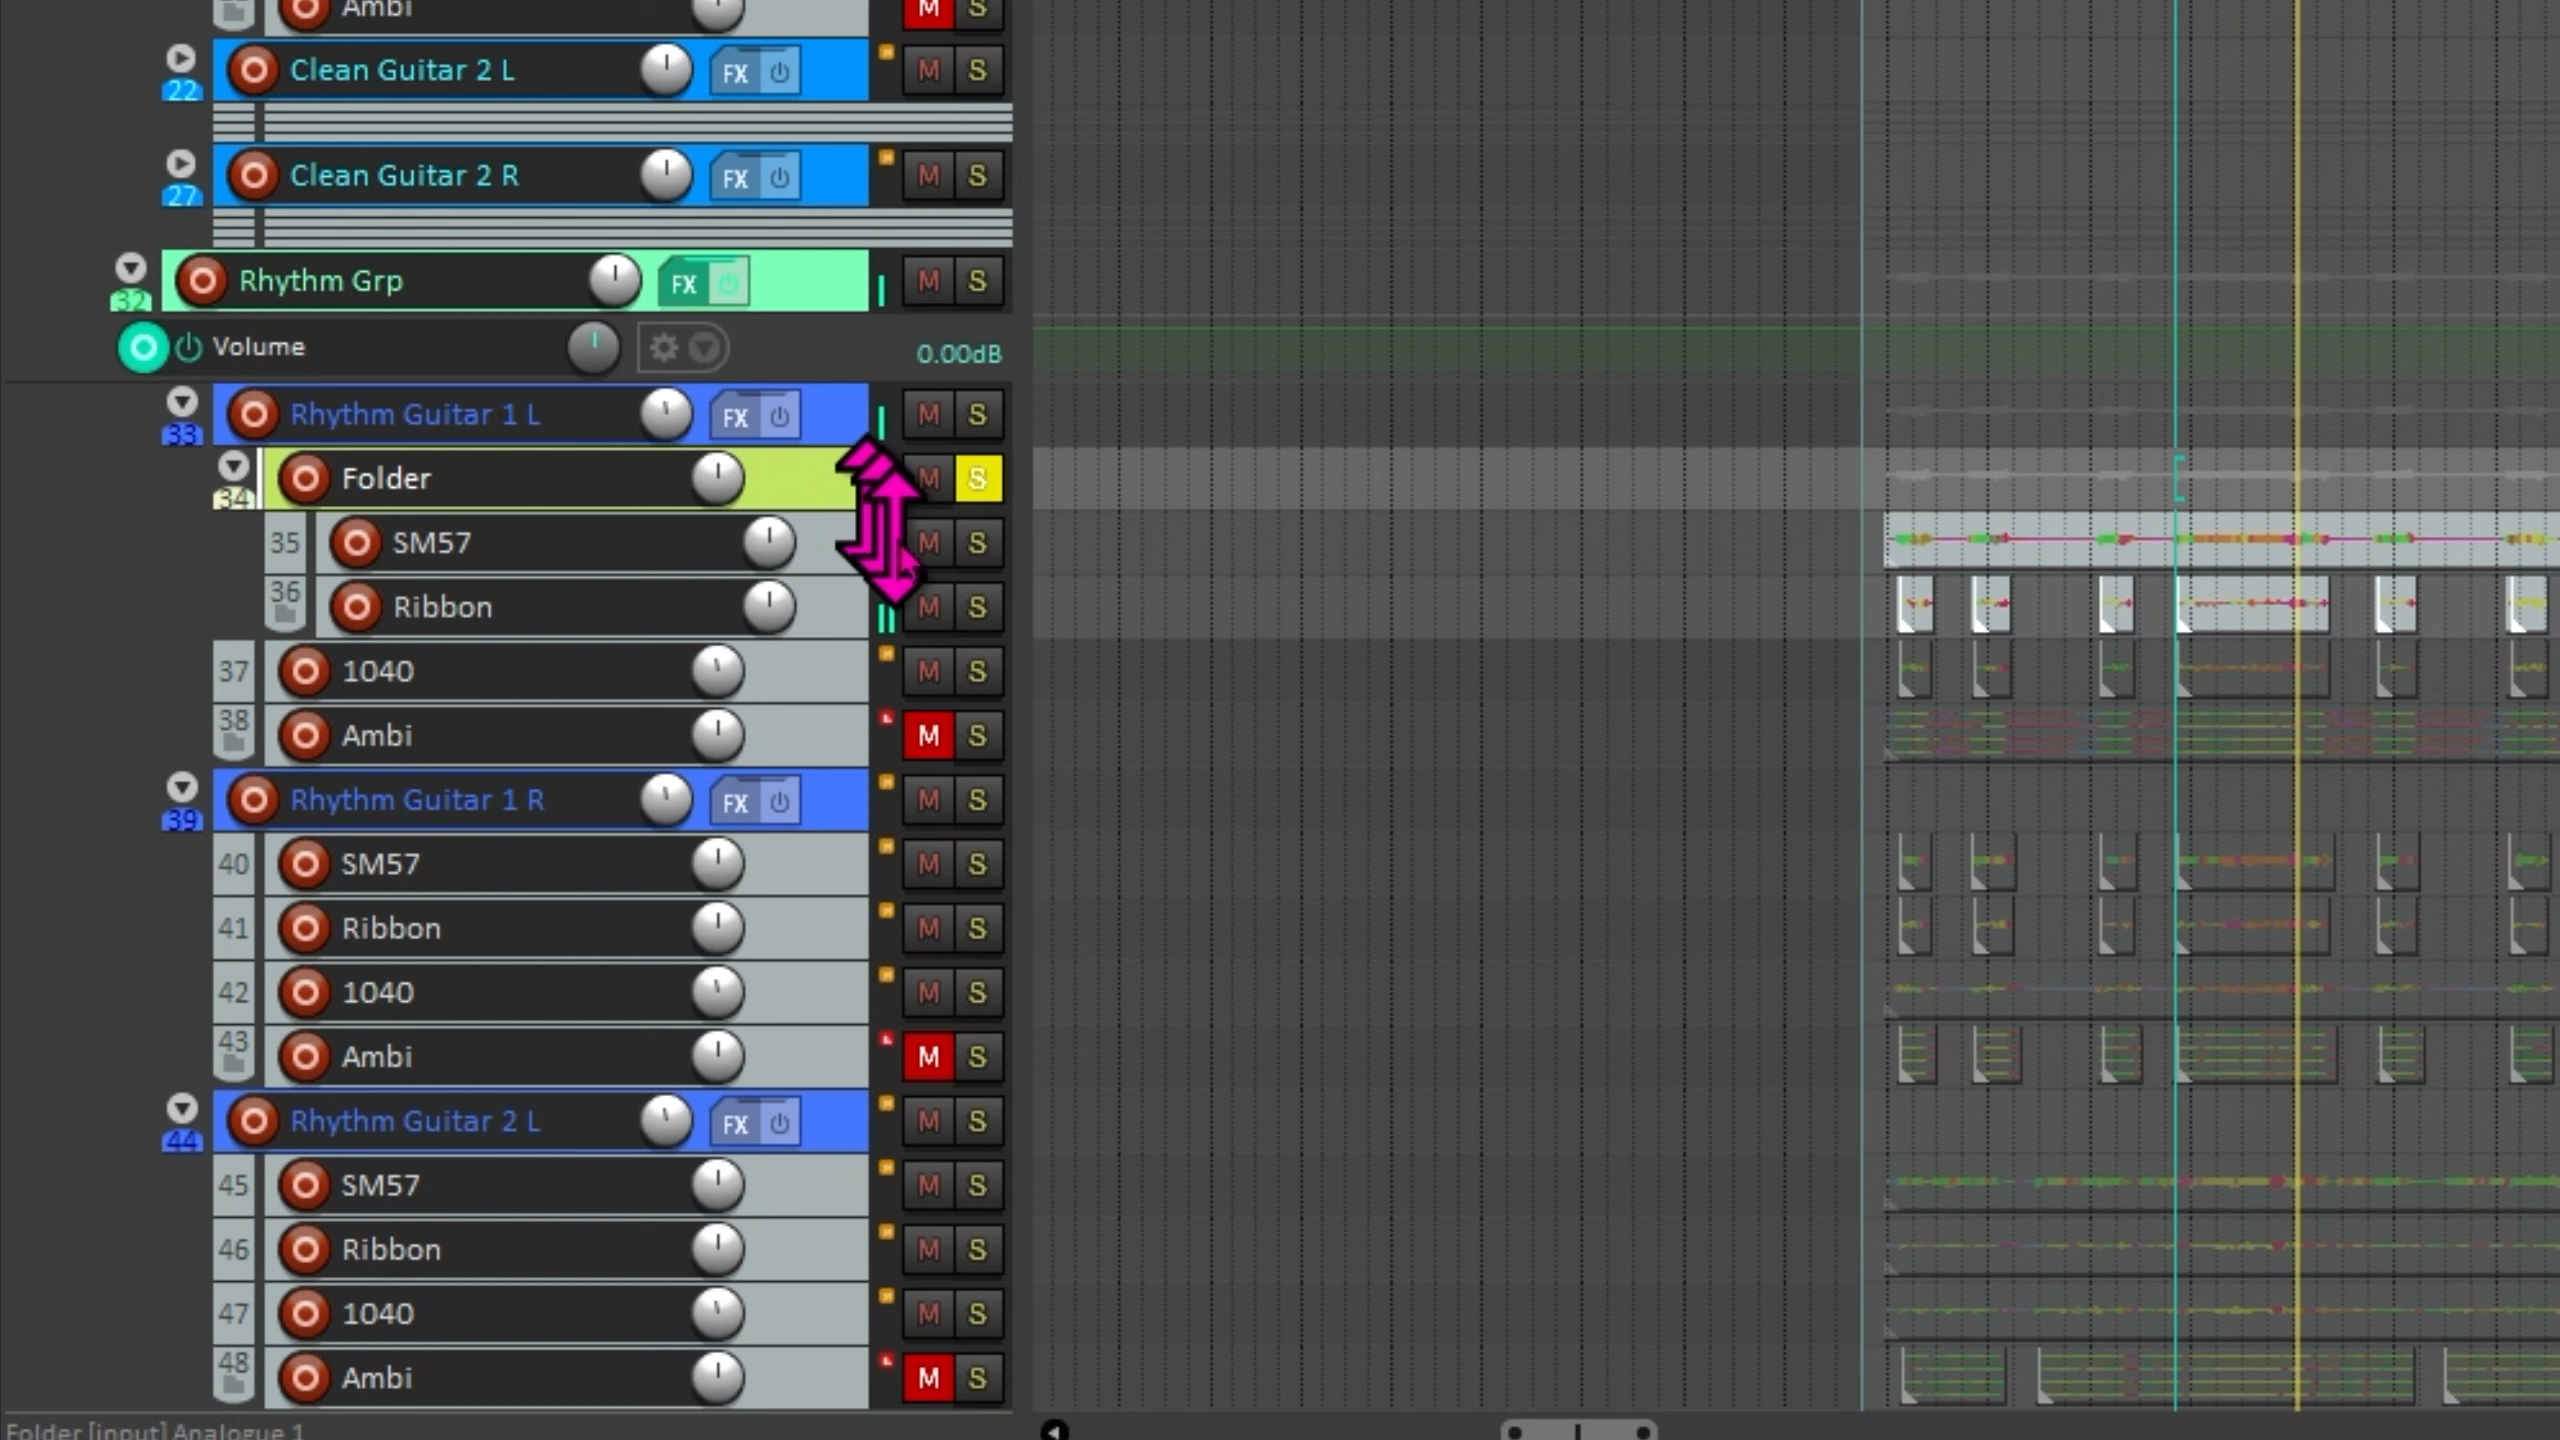 Ambi M S
22 Clean Guitar 2 L FX M S
27 Clean Guitar 2 R FX M S
32 Rhythm Grp FX M S
Volume 0.00dB
33 Rhythm Guitar 1 L FX M S
34 Folder M S
35 SM57 M S
36 Ribbon M S
37 1040 M S
38 Ambi M S
39 Rhythm Guitar 1 R FX M S
40 SM57 M S
41 Ribbon M S
42 1040 M S
43 Ambi M S
44 Rhythm Guitar 2 L FX M S
45 SM57 M S
46 Ribbon M S
47 1040 M S
48 Ambi M S
Folder [input] Analogue 1